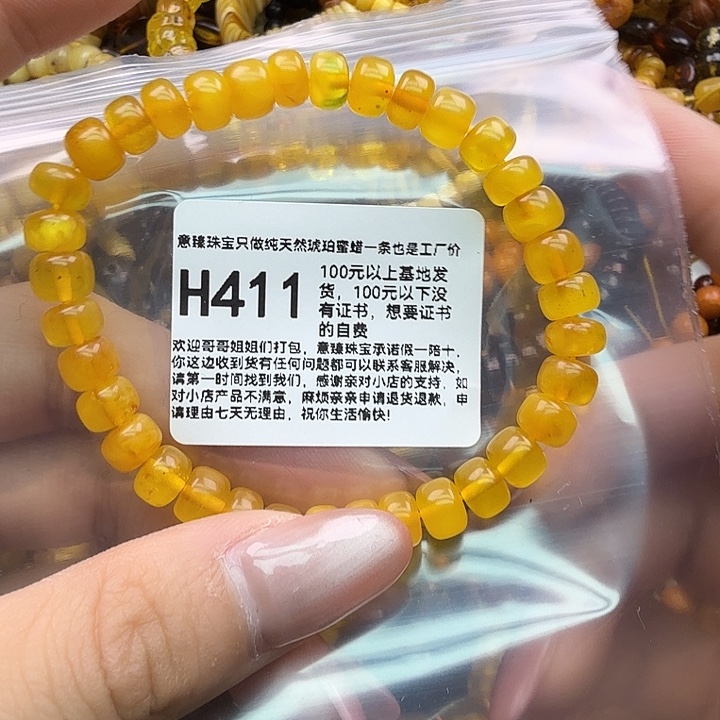 意臻珠宝只做纯天然琥珀蜜蜡一条也是工厂价
H411
100元以上基地发
货，100元以下没
有证书，想要证书
的自费
欢迎哥哥姐姐们打包，意臻珠宝承诺假一陪十，
你这边收到货有任何问题都可以联系客服解决，
请第一时间找到我们，感谢亲对小店的支持，如
对小店产品不满意，麻烦亲亲申请退货退款，申
请理由七天无理由，祝你生活愉快！